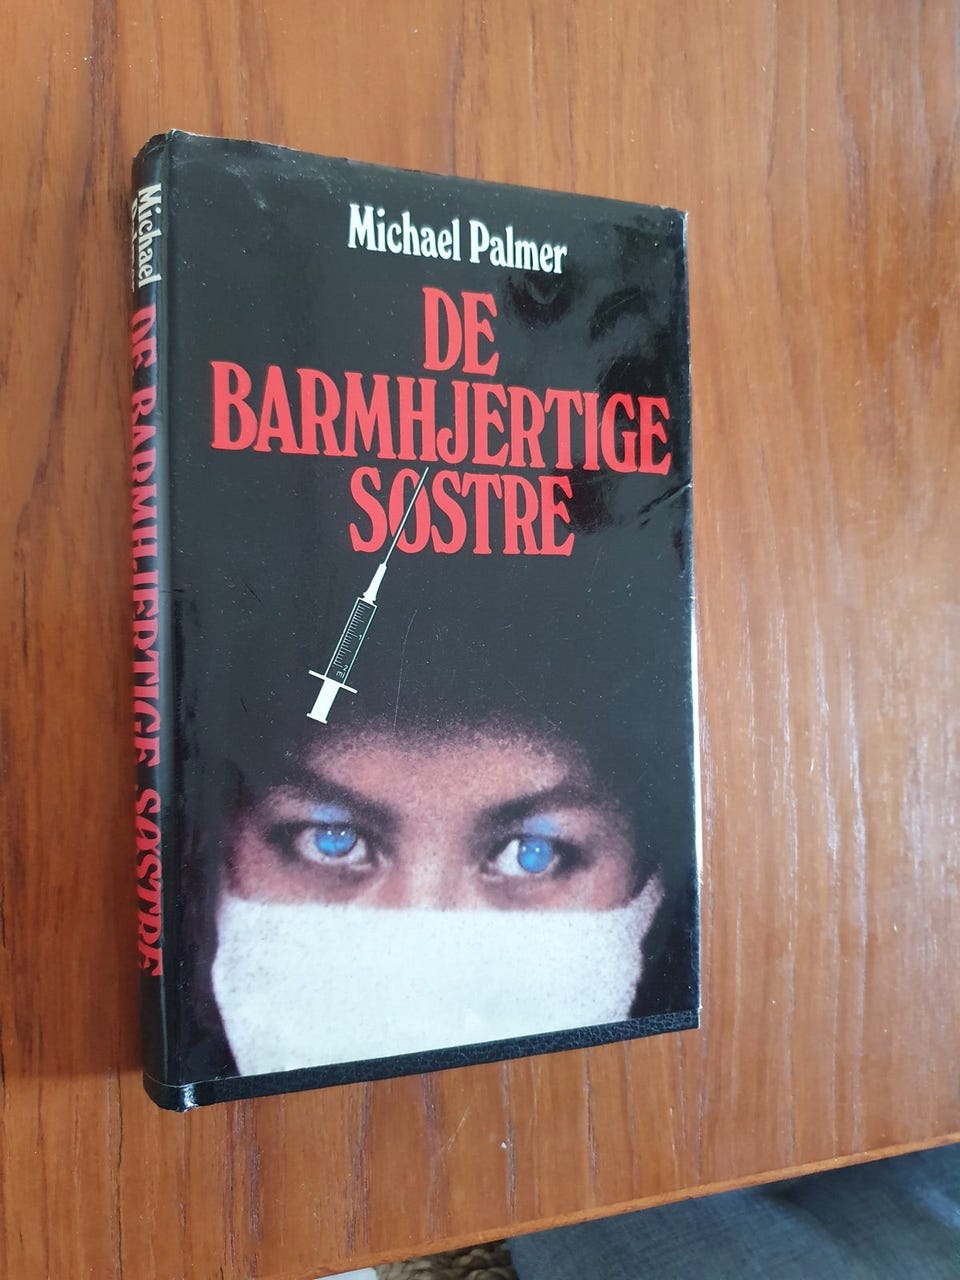 Michael Palmer
DE
BARMHJERTIGE
SØSTRE
Michael
DE BARMHJERTIGE SØSTRE